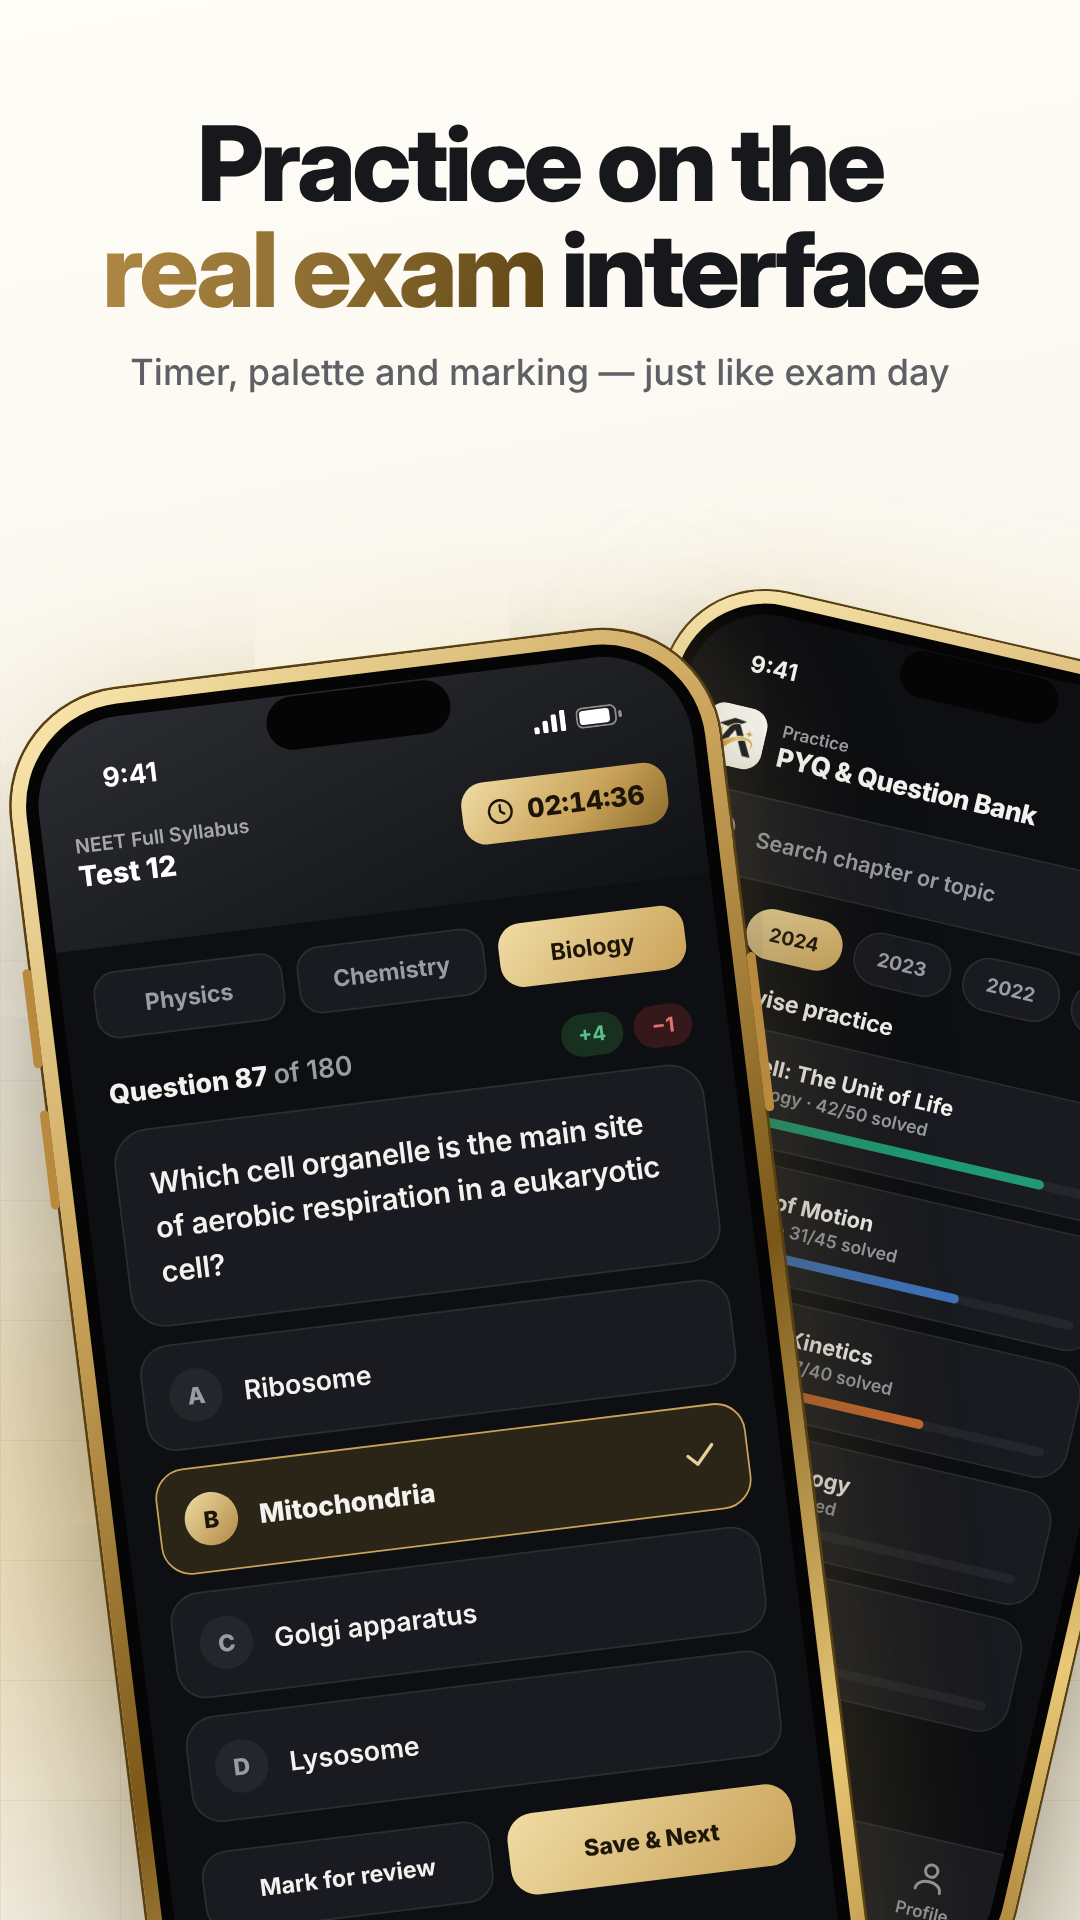 Practice on the
real exam interface
Timer, palette and marking — just like exam day
9:41
NEET Full Syllabus
Test 12
02:14:36
Physics
Chemistry
Biology
Question 87 of 180
+4
−1
Which cell organelle is the main site
of aerobic respiration in a eukaryotic
cell?
A
Ribosome
B
Mitochondria
C
Golgi apparatus
D
Lysosome
Mark for review
Save & Next
9:41
Practice
PYQ & Question Bank
Search chapter or topic
2024
2023
2022
practice
The Unit of Life
42/50 solved
of Motion
31/45 solved
Kinetics
/40 solved
Profile